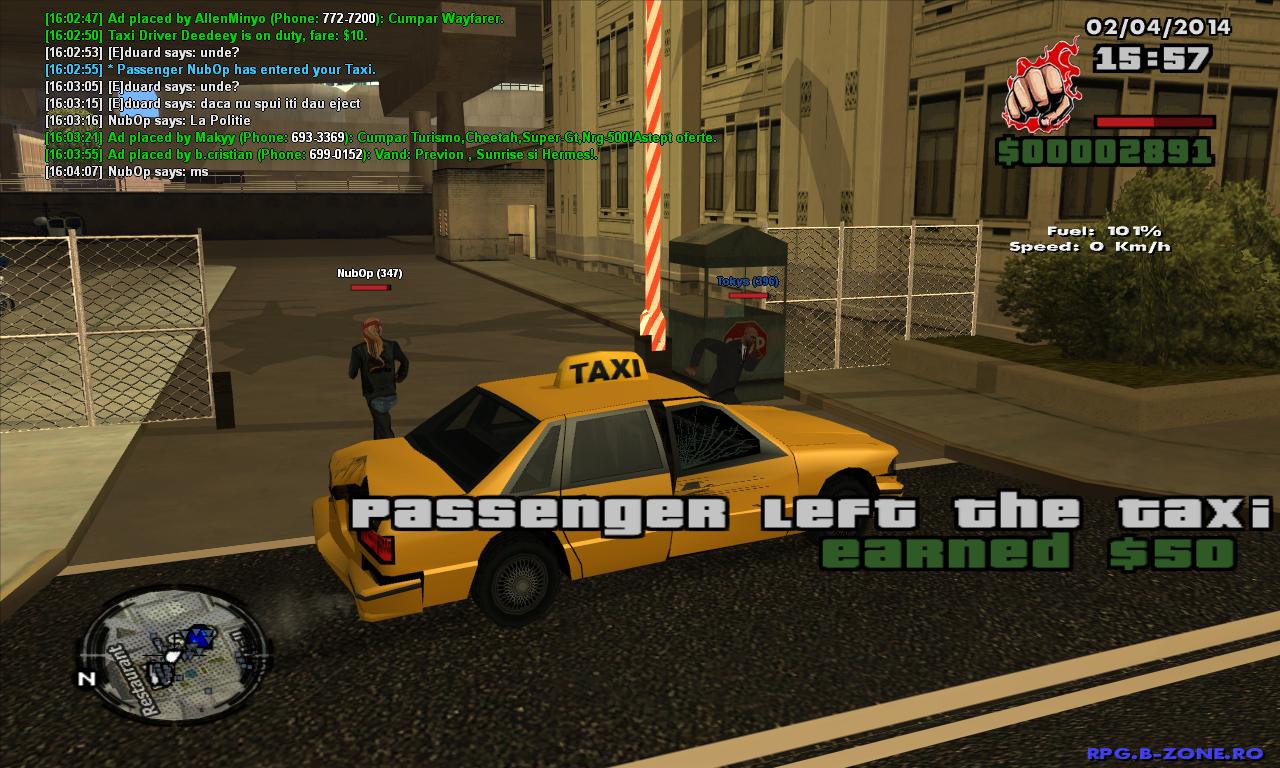 [16:02:47] Ad placed by AllenMinyo (Phone: 772-7200): Cumpar Wayfarer.
[16:02:50] Taxi Driver Deedeey is on duty, fare: $10.
[16:02:53] [E]duard says: unde?
[16:02:55] * Passenger NubOp has entered your Taxi.
[16:03:05] [E]duard says: unde?
[16:03:15] [E]duard says: daca nu spui iti dau eject
[16:03:16] NubOp says: La Politie
[16:03:21] Ad placed by Makyy (Phone: 693-3369): Cumpar Turismo,Cheetah,Super-Gt,Nrg-500!Astept oferte.
[16:03:55] Ad placed by b.cristian (Phone: 699-0152): Vand: Previon , Sunrise si Hermes!.
[16:04:07] NubOp says: ms
02/04/2014
15:57
$00002891
Fuel: 101%
Speed: 0 Km/h
NubOp (347)
Tokys (396)
STOP
TAXI
Passenger left the taxi
earned $50
Restaurant
N
RPG.B-ZONE.RO